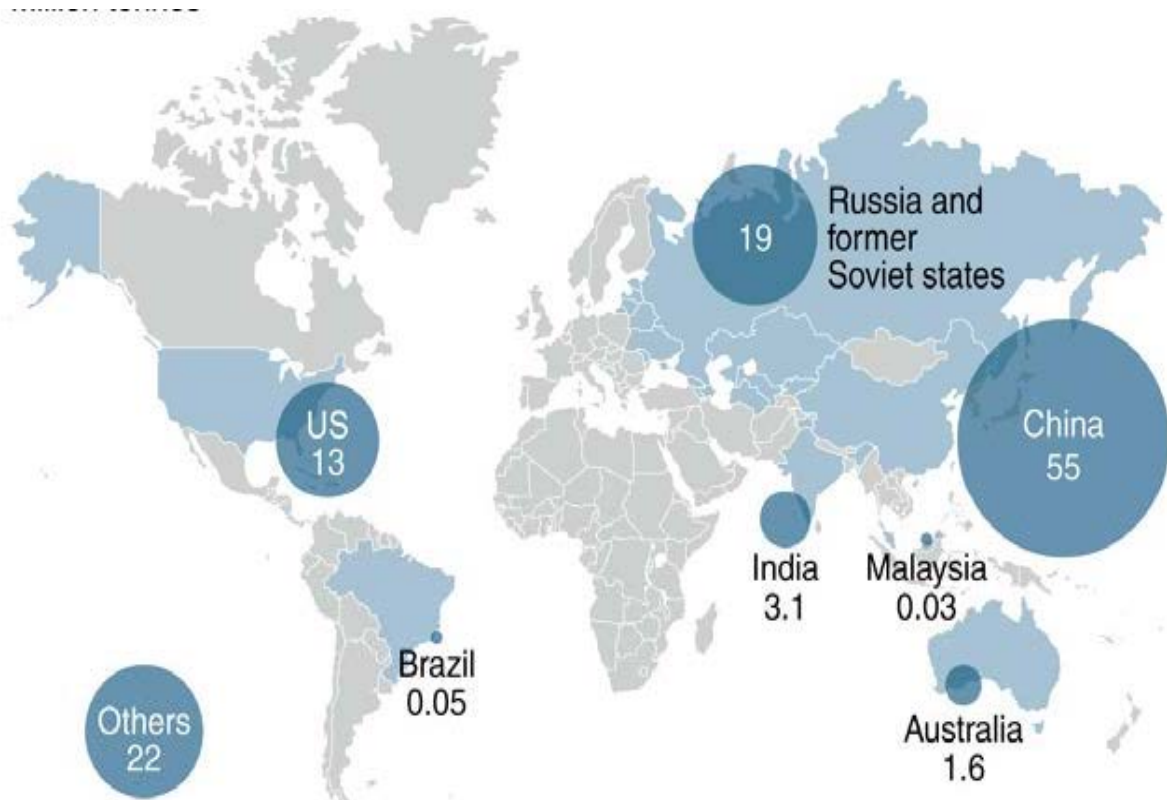 19
Russia and
former
Soviet states
US
13
China
55
India
3.1
Malaysia
0.03
Brazil
0.05
Others
22
Australia
1.6